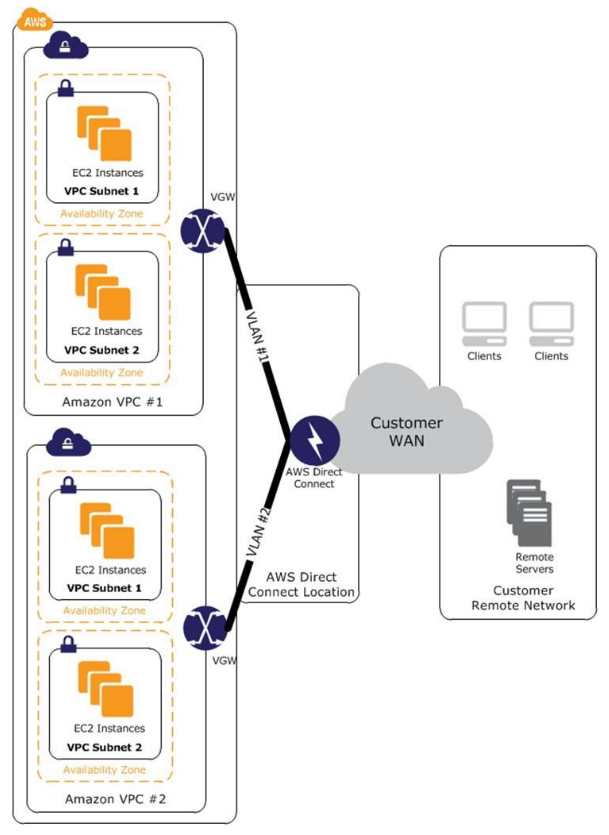 AWS
EC2 Instances
VPC Subnet 1
Availability Zone
VGW
EC2 Instances
VPC Subnet 2
Availability Zone
Amazon VPC #1
VLAN #1
Clients
Clients
Customer
WAN
AWS Direct
Connect
VLAN #2
Remote
Servers
Customer
Remote Network
AWS Direct
Connect Location
EC2 Instances
VPC Subnet 1
Availability Zone
VGW
EC2 Instances
VPC Subnet 2
Availability Zone
Amazon VPC #2